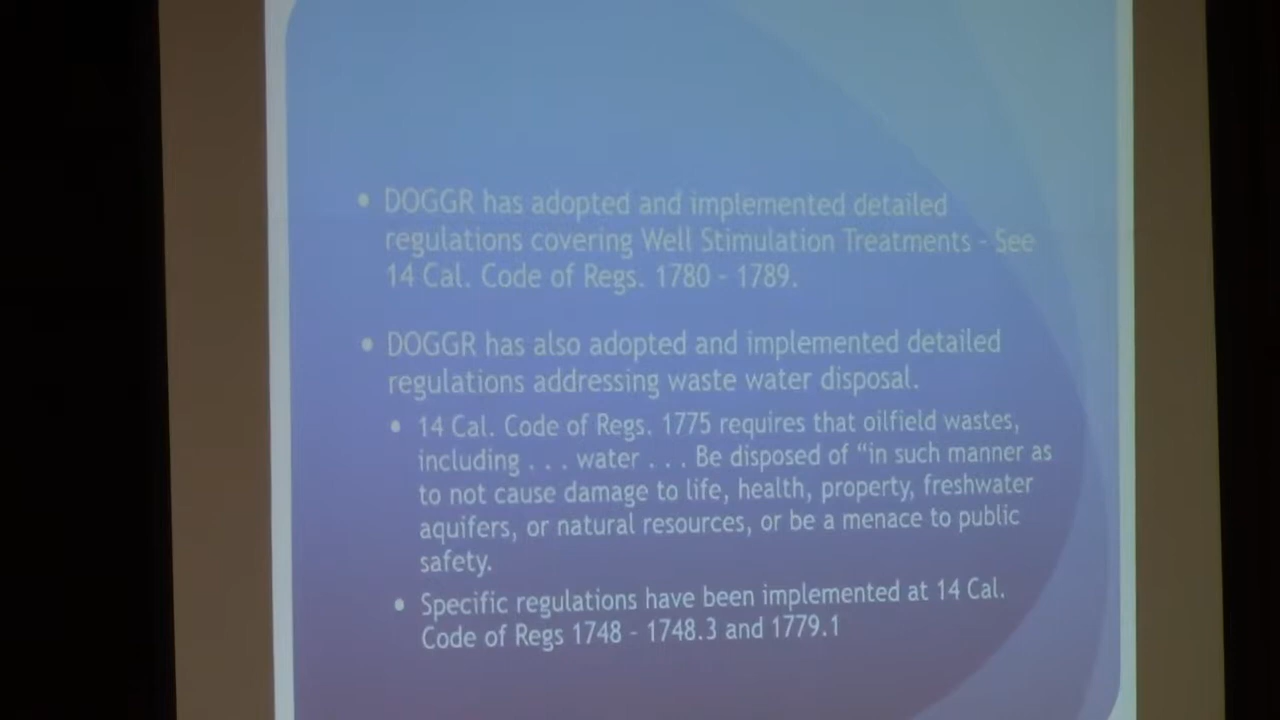 • DOGGR has adopted and implemented detailed
regulations covering Well Stimulation Treatments - See
14 Cal. Code of Regs. 1780 - 1789.
• DOGGR has also adopted and implemented detailed
regulations addressing waste water disposal.
• 14 Cal. Code of Regs. 1775 requires that oilfield wastes,
including . . . water . . . Be disposed of “in such manner as
to not cause damage to life, health, property, freshwater
aquifers, or natural resources, or be a menace to public
safety.
• Specific regulations have been implemented at 14 Cal.
Code of Regs 1748 - 1748.3 and 1779.1